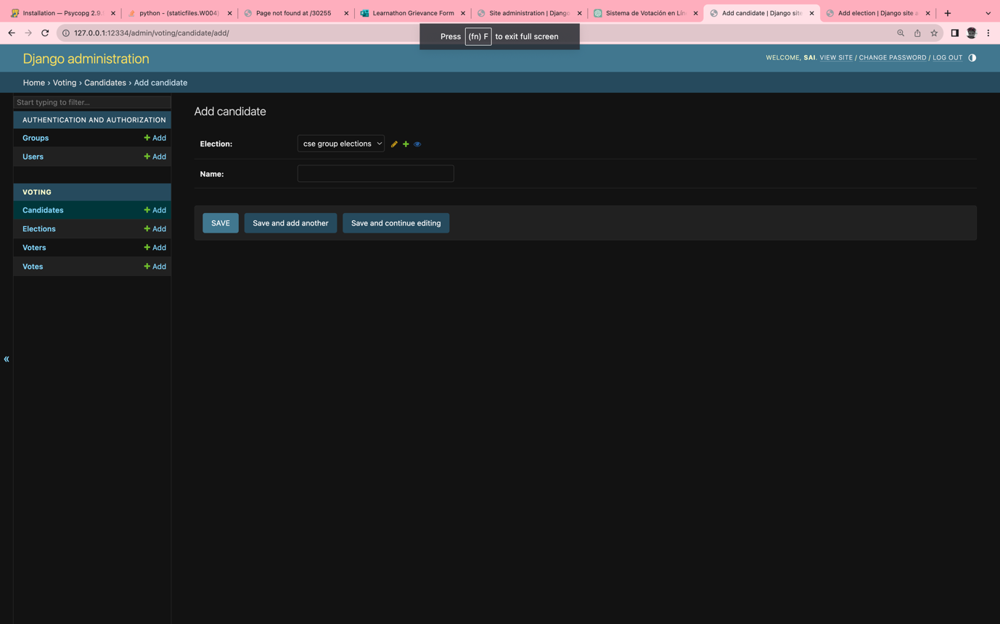 Installation — Psycopg 2.9.
python - (staticfiles.W004)
Page not found at /30255
Learnathon Grievance Form
Site administration | Django
Sistema de Votación en Lín
Add candidate | Django site
Add election | Django site a
127.0.0.1:12334/admin/voting/candidate/add/
Press (fn) F to exit full screen
Django administration
WELCOME, SAI. VIEW SITE / CHANGE PASSWORD / LOG OUT
Home › Voting › Candidates › Add candidate
Start typing to filter...
AUTHENTICATION AND AUTHORIZATION
Groups + Add
Users + Add
VOTING
Candidates + Add
Elections + Add
Voters + Add
Votes + Add
«
Add candidate
Election: cse group elections
Name:
SAVE Save and add another Save and continue editing